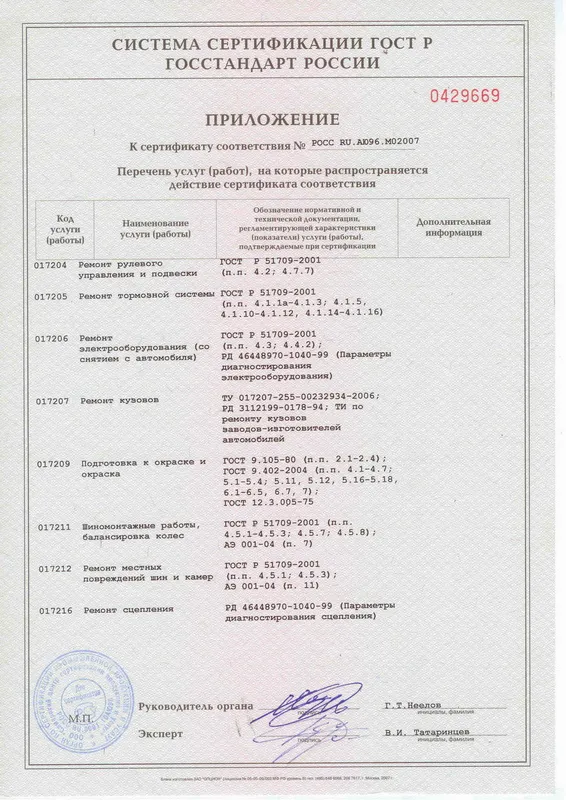 СИСТЕМА СЕРТИФИКАЦИИ ГОСТ Р
ГОССТАНДАРТ РОССИИ
0429669
ПРИЛОЖЕНИЕ
К сертификату соответствия № РОСС RU.АЮ96.М02007
Перечень услуг (работ), на которые распространяется
действие сертификата соответствия
Код
услуги
(работы)
Наименование
услуги (работы)
Обозначение нормативной и
технической документации,
регламентирующей характеристики
(показатели) услуги (работы),
подтверждаемые при сертификации
Дополнительная
информация
017204 Ремонт рулевого ГОСТ Р 51709-2001
управления и подвески (п.п. 4.2; 4.7.7)
017205 Ремонт тормозной системы ГОСТ Р 51709-2001
(п.п. 4.1.1а-4.1.3; 4.1.5,
4.1.10-4.1.12, 4.1.14-4.1.16)
017206 Ремонт ГОСТ Р 51709-2001
электрооборудования (со (п.п. 4.3; 4.4.2);
снятием с автомобиля) РД 46448970-1040-99 (Параметры
диагностирования
электрооборудования)
017207 Ремонт кузовов ТУ 017207-255-00232934-2006;
РД 3112199-0178-94; ТИ по
ремонту кузовов
заводов-изготовителей
автомобилей
017209 Подготовка к окраске и ГОСТ 9.105-80 (п.п. 2.1-2.4);
окраска ГОСТ 9.402-2004 (п.п. 4.1-4.7;
5.1-5.4; 5.11, 5.12, 5.16-5.18,
6.1-6.5, 6.7, 7);
ГОСТ 12.3.005-75
017211 Шиномонтажные работы, ГОСТ Р 51709-2001 (п.п.
балансировка колес 4.5.1-4.5.3; 4.5.7; 4.5.8);
АЭ 001-04 (п. 7)
017212 Ремонт местных ГОСТ Р 51709-2001
повреждений шин и камер (п.п. 4.5.1; 4.5.3);
АЭ 001-04 (п. 11)
017216 Ремонт сцепления РД 46448970-1040-99 (Параметры
диагностирования сцепления)
М.П.
Руководитель органа Г.Т.Неелов
подпись инициалы, фамилия
Эксперт В.И. Татаринцев
подпись инициалы, фамилия